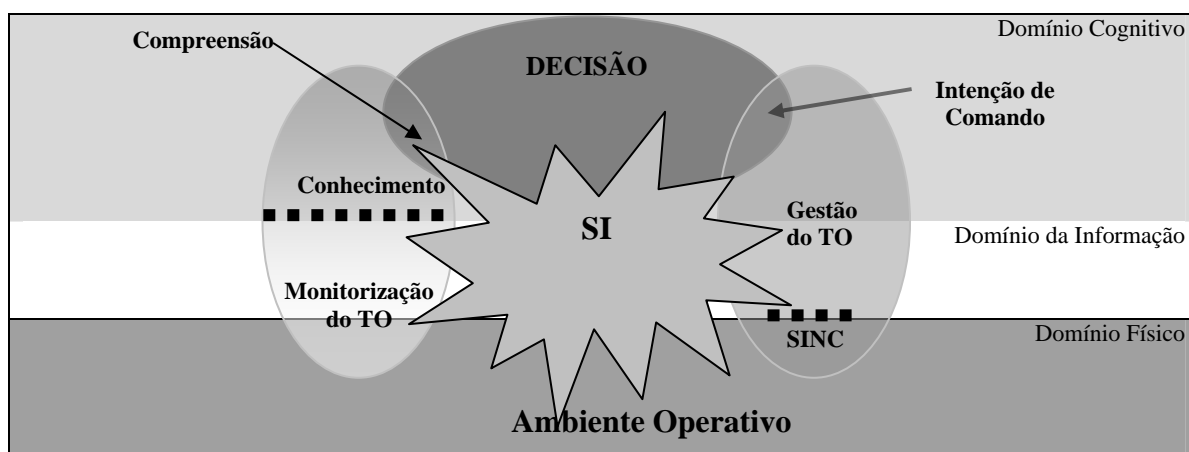 Domínio Cognitivo
Compreensão
DECISÃO
Intenção de
Comando
Conhecimento
SI
Gestão
do TO
Domínio da Informação
Monitorização
do TO
SINC
Domínio Físico
Ambiente Operativo